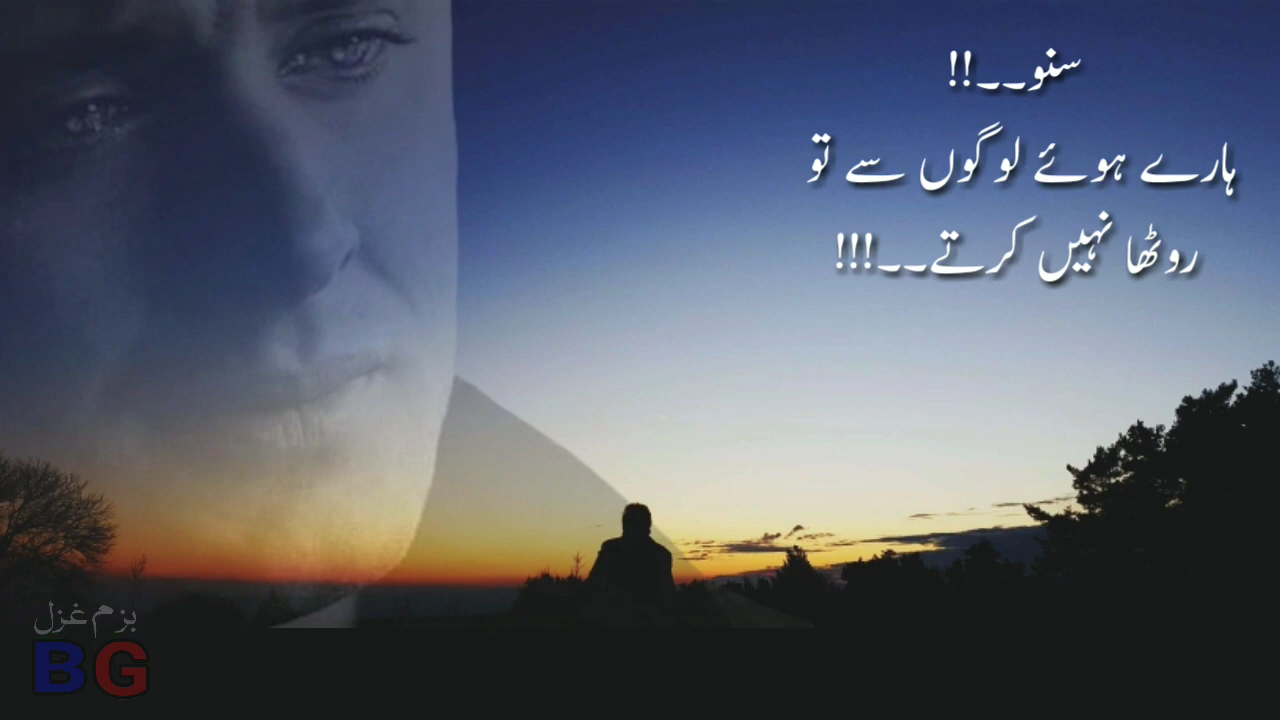 سنو۔۔!!
ہارے ہوئے لوگوں سے تو
روٹھا نہیں کرتے۔۔!!!
بزم غزل
BG